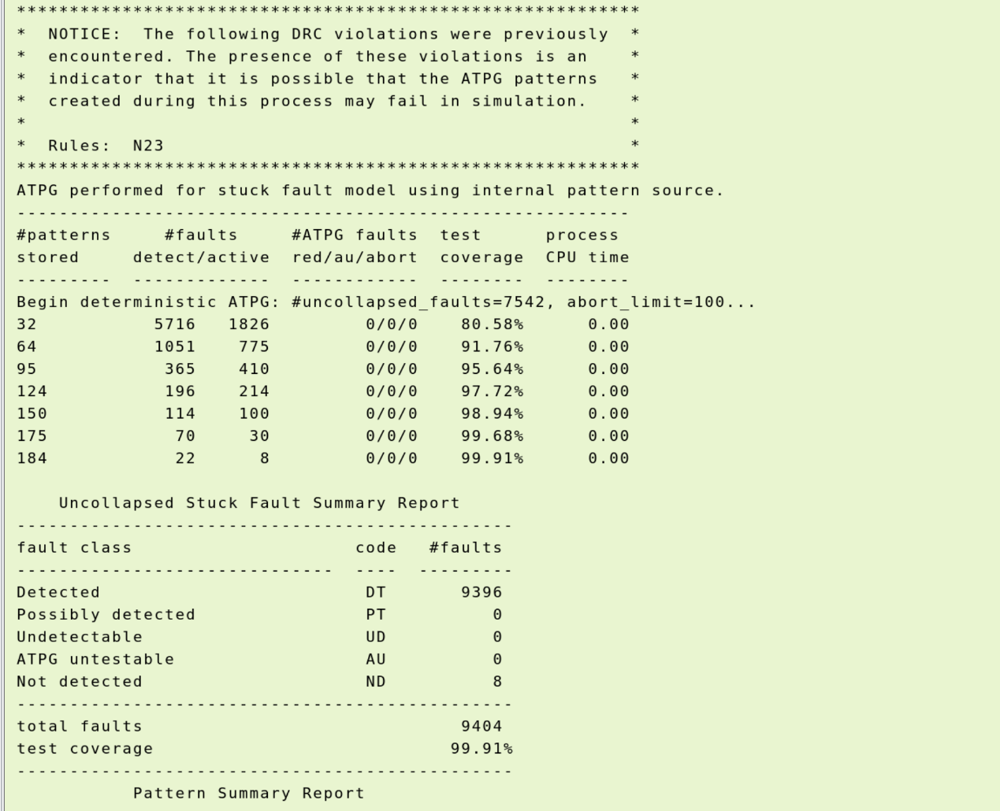 ***********************************************************
*  NOTICE:  The following DRC violations were previously  *
*  encountered. The presence of these violations is an    *
*  indicator that it is possible that the ATPG patterns   *
*  created during this process may fail in simulation.    *
*                                                         *
*  Rules:  N23                                            *
***********************************************************
ATPG performed for stuck fault model using internal pattern source.
----------------------------------------------------------
#patterns     #faults     #ATPG faults  test      process
stored     detect/active  red/au/abort  coverage  CPU time
---------  -------------  ------------  --------  --------
Begin deterministic ATPG: #uncollapsed_faults=7542, abort_limit=100...
32           5716   1826         0/0/0    80.58%      0.00
64           1051    775         0/0/0    91.76%      0.00
95            365    410         0/0/0    95.64%      0.00
124           196    214         0/0/0    97.72%      0.00
150           114    100         0/0/0    98.94%      0.00
175            70     30         0/0/0    99.68%      0.00
184            22      8         0/0/0    99.91%      0.00
    Uncollapsed Stuck Fault Summary Report
-----------------------------------------------
fault class                     code   #faults
------------------------------  ----  ---------
Detected                         DT       9396
Possibly detected                PT          0
Undetectable                     UD          0
ATPG untestable                  AU          0
Not detected                     ND          8
-----------------------------------------------
total faults                              9404
test coverage                            99.91%
-----------------------------------------------
           Pattern Summary Report